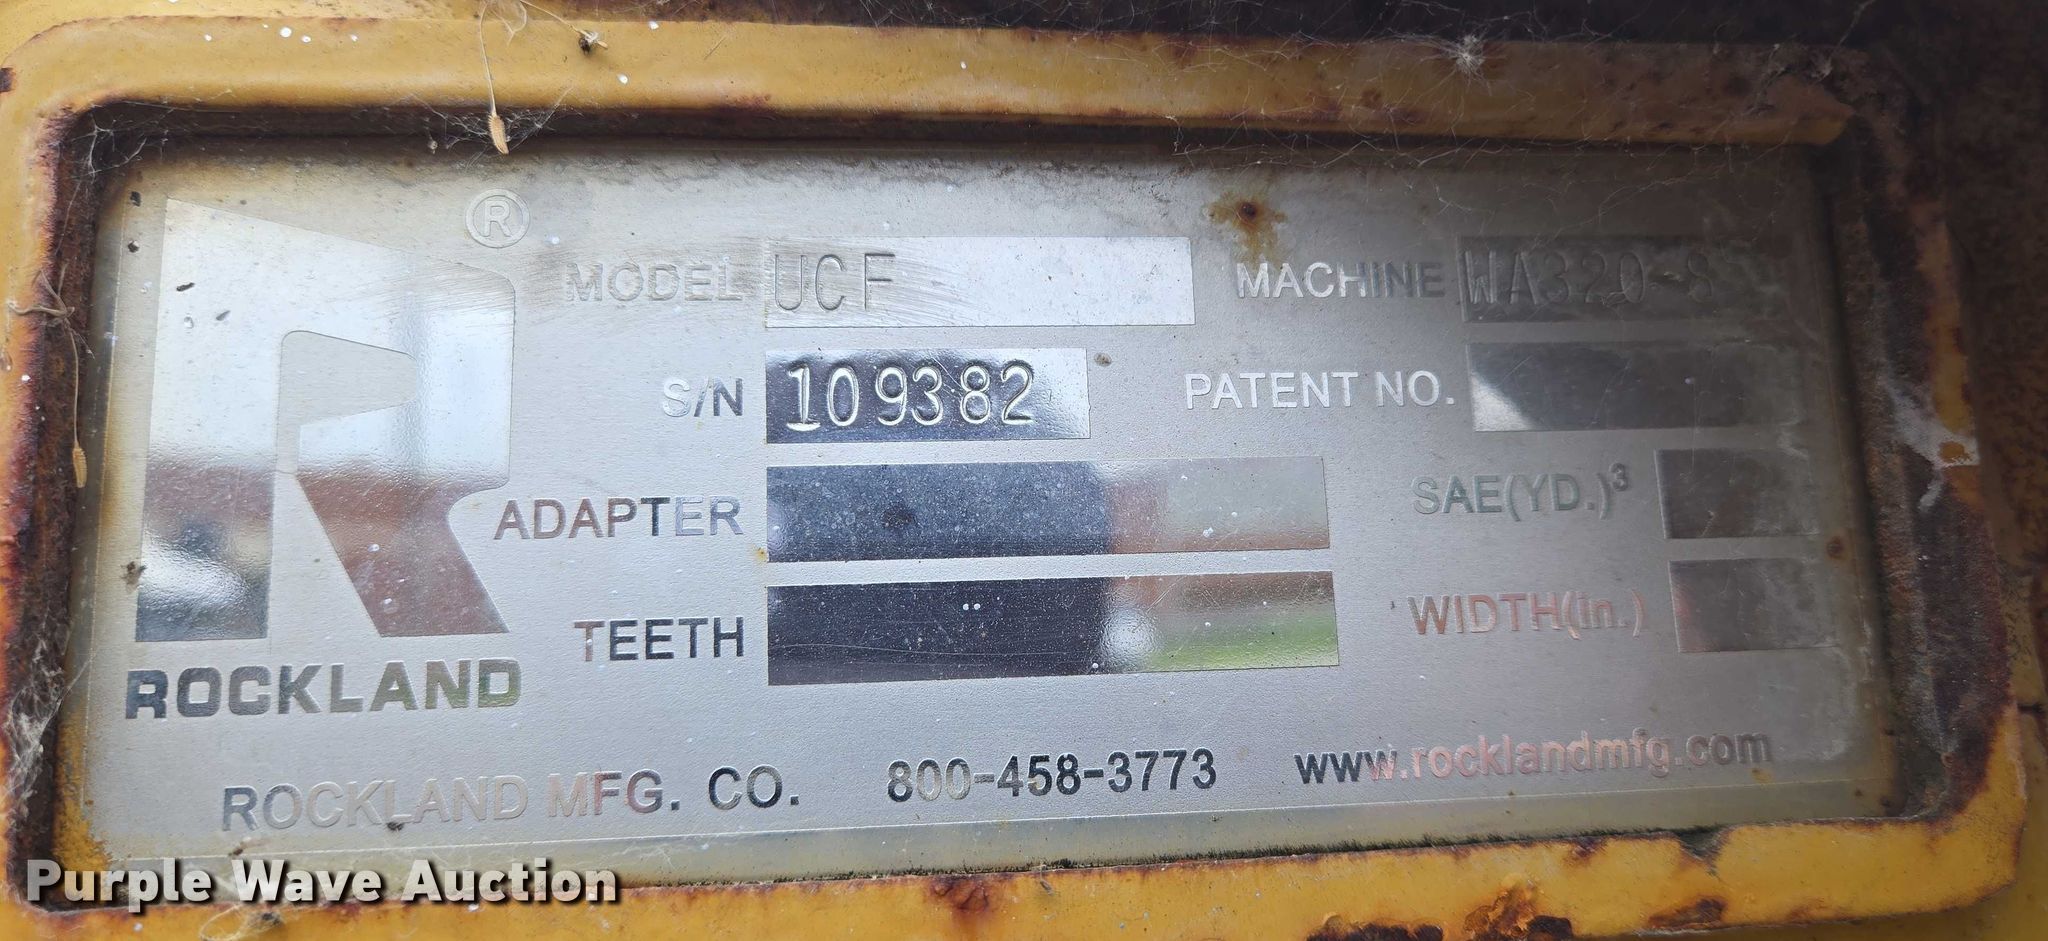 ®
MODEL UCF MACHINE WA320-8
S/N 109382 PATENT NO.
ADAPTER SAE(YD.)³
TEETH WIDTH(in.)
ROCKLAND
ROCKLAND MFG. CO. 800-458-3773 www.rocklandmfg.com
Purple Wave Auction